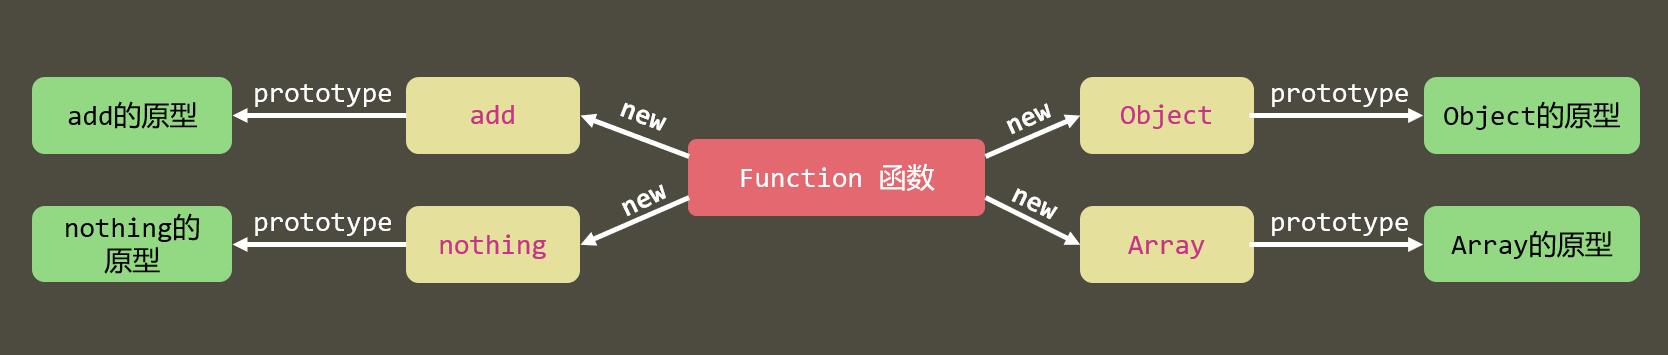 prototype
new
new
prototype
add的原型
add
Object
Object的原型
Function 函数
prototype
new
new
prototype
nothing的
原型
nothing
Array
Array的原型